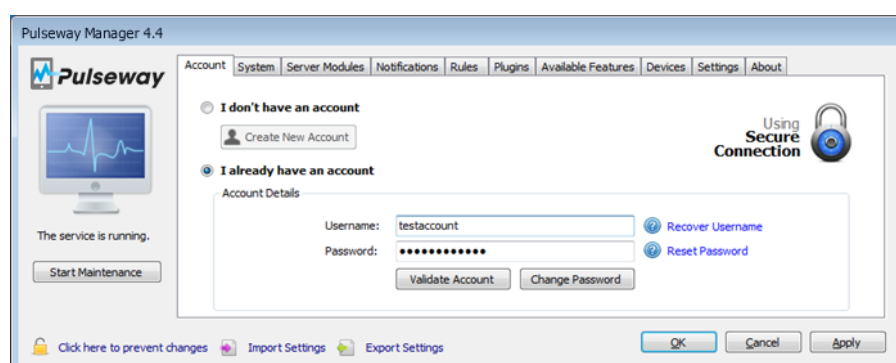 Pulseway Manager 4.4
Pulseway
Account System Server Modules Notifications Rules Plugins Available Features Devices Settings About
I don't have an account
Create New Account
Using
Secure
Connection
I already have an account
Account Details
Username: testaccount Recover Username
Password: •••••••••••• Reset Password
Validate Account Change Password
The service is running.
Start Maintenance
Click here to prevent changes Import Settings Export Settings OK Cancel Apply